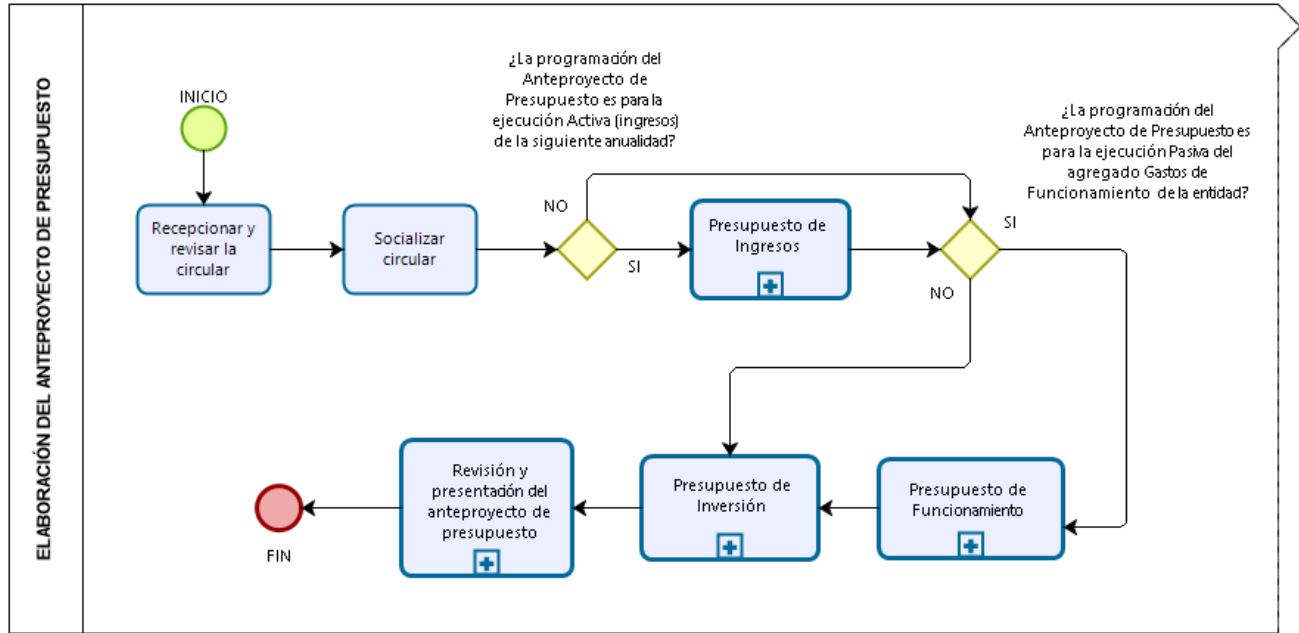 ELABORACIÓN DEL ANTEPROYECTO DE PRESUPUESTO
INICIO
Recepcionar y
revisar la
circular
Socializar
circular
¿La programación del
Anteproyecto de
Presupuesto es para la
ejecución Activa (ingresos)
de la siguiente anualidad?
NO
SI
Presupuesto de
Ingresos
¿La programación del
Anteproyecto de Presupuesto es
para la ejecución Pasiva del
agregado Gastos de
Funcionamiento de la entidad?
SI
NO
Presupuesto de
Funcionamiento
Presupuesto de
Inversión
Revisión y
presentación del
anteproyecto de
presupuesto
FIN